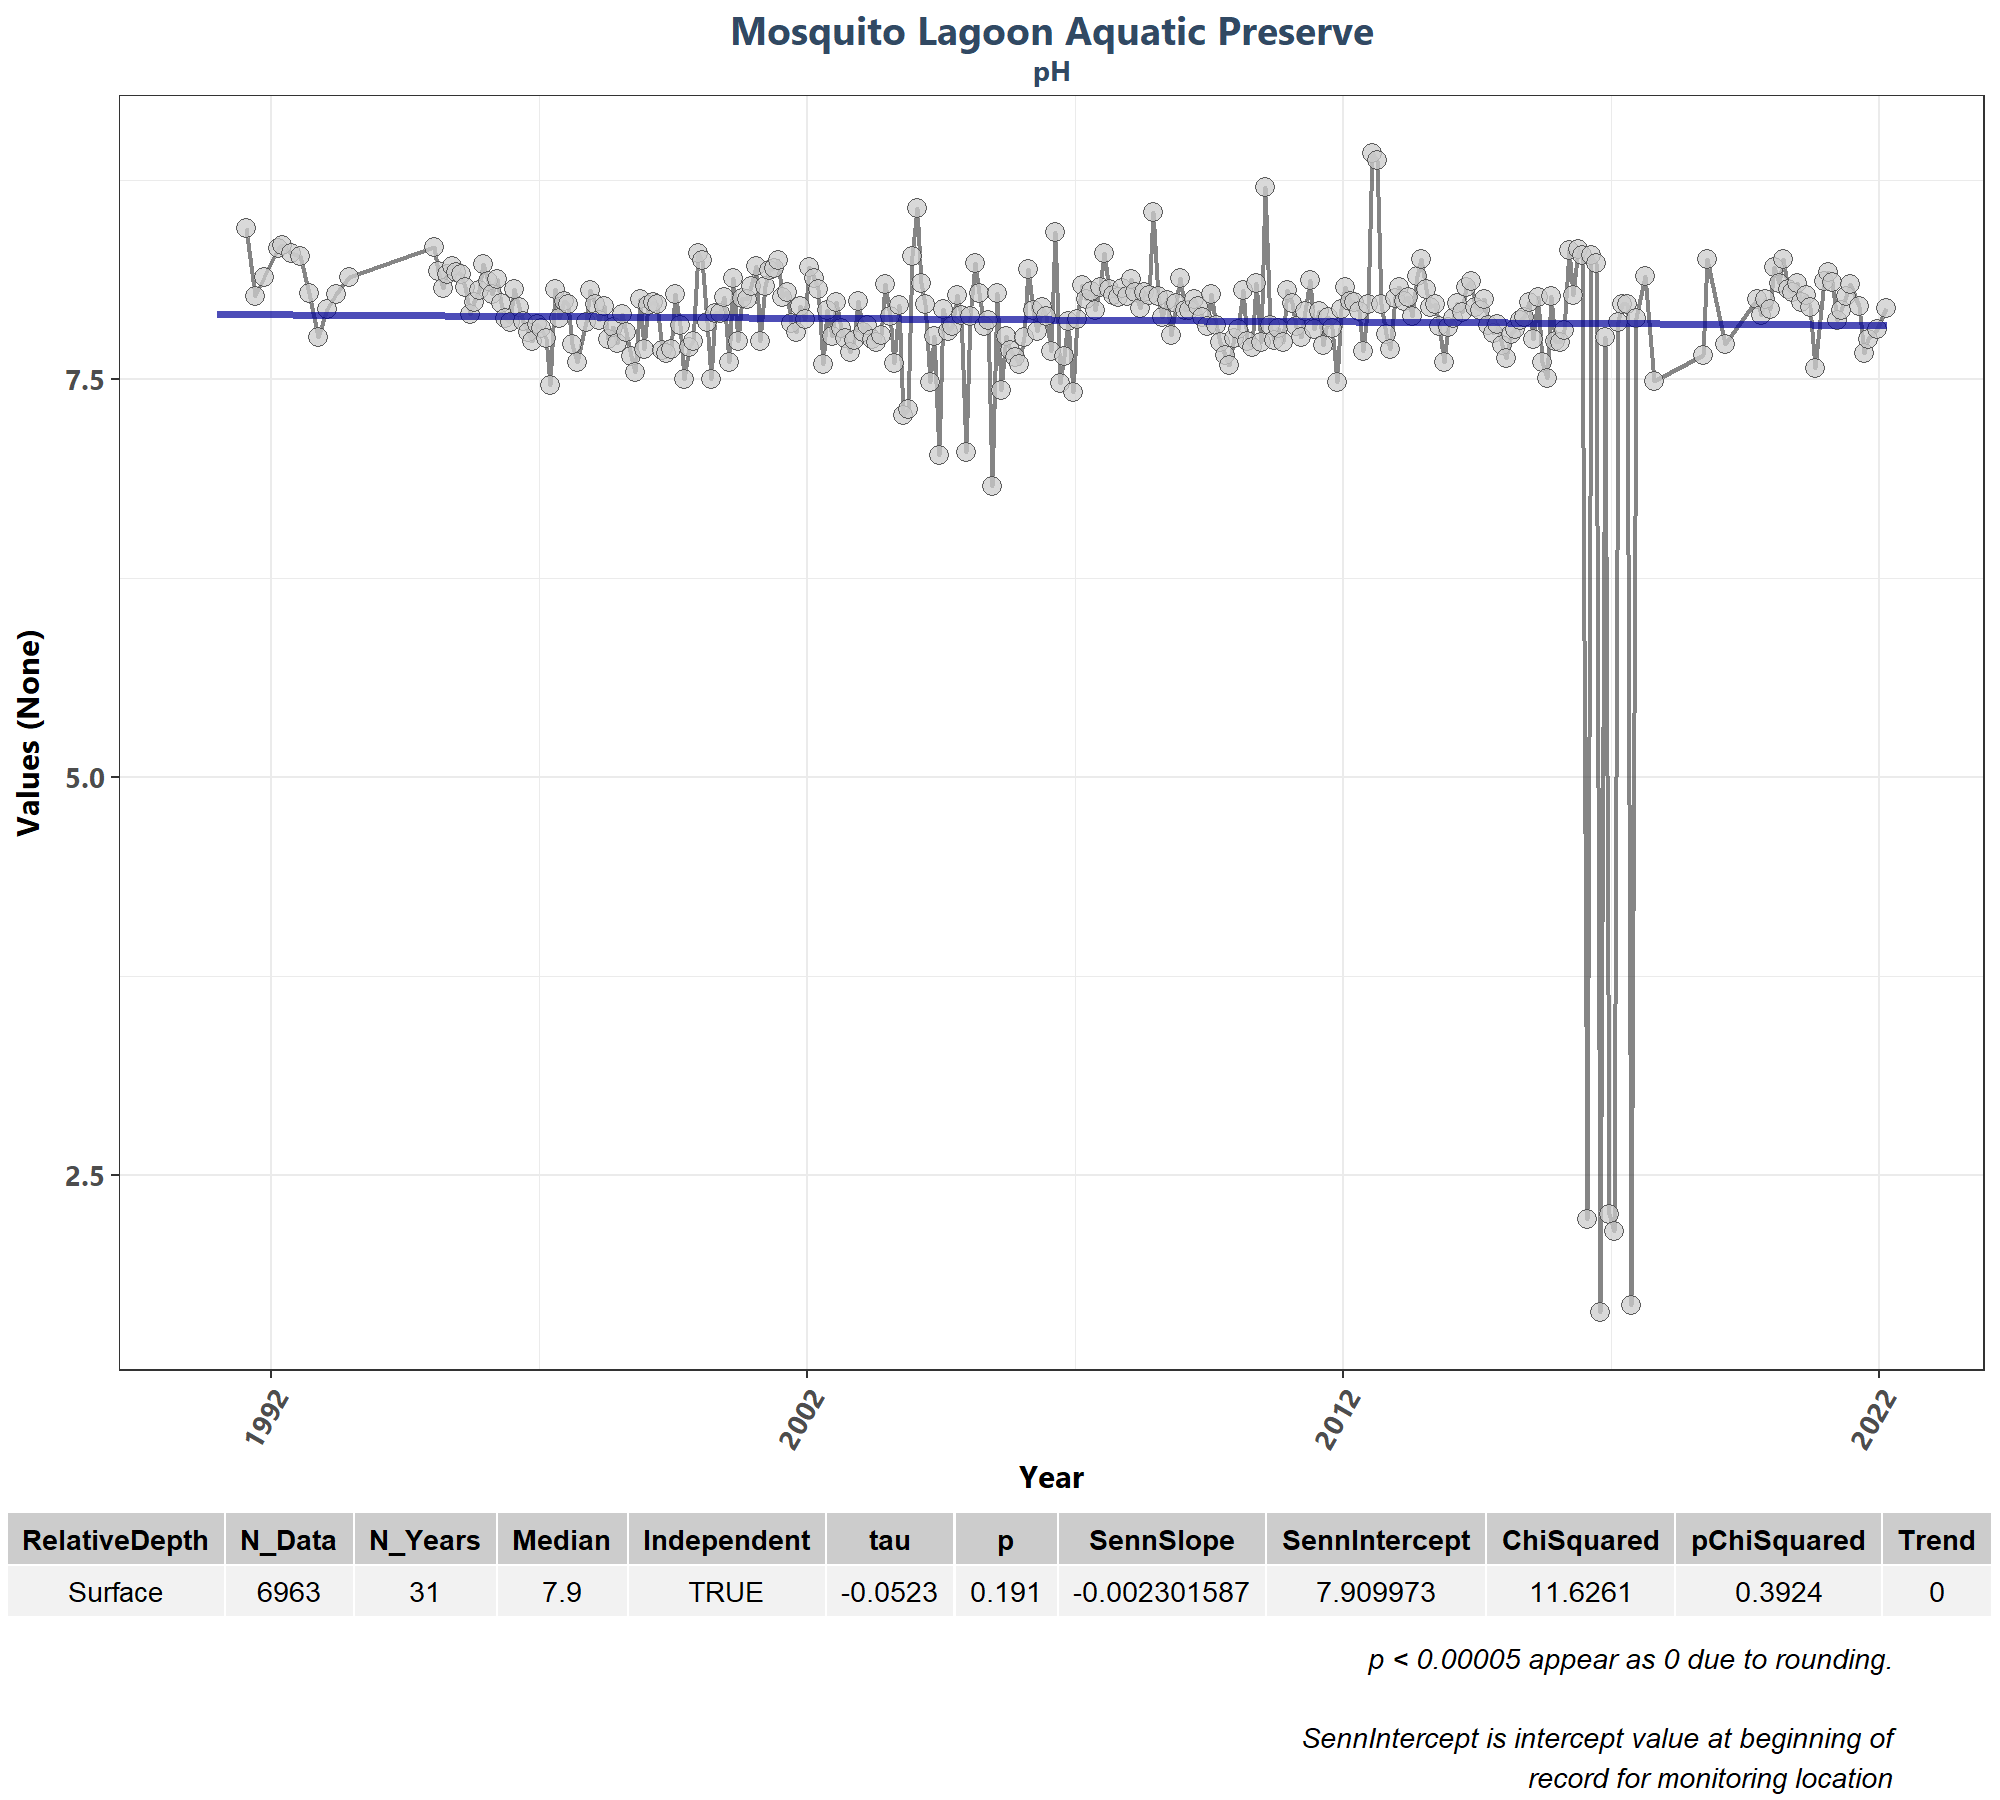 Mosquito Lagoon Aquatic Preserve
pH
Values (None)
7.5
5.0
2.5
1992 2002 2012 2022
Year
RelativeDepth N_Data N_Years Median Independent tau p SennSlope SennIntercept ChiSquared pChiSquared Trend
Surface 6963 31 7.9 TRUE -0.0523 0.191 -0.002301587 7.909973 11.6261 0.3924 0
p < 0.00005 appear as 0 due to rounding.
SennIntercept is intercept value at beginning of
record for monitoring location